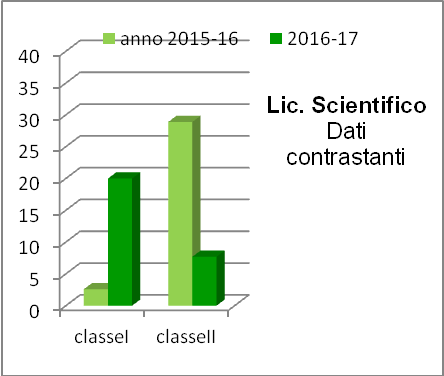 anno 2015-16 2016-17
40
35
30
25
20
15
10
5
0
classeI classeII
Lic. Scientifico
Dati
contrastanti